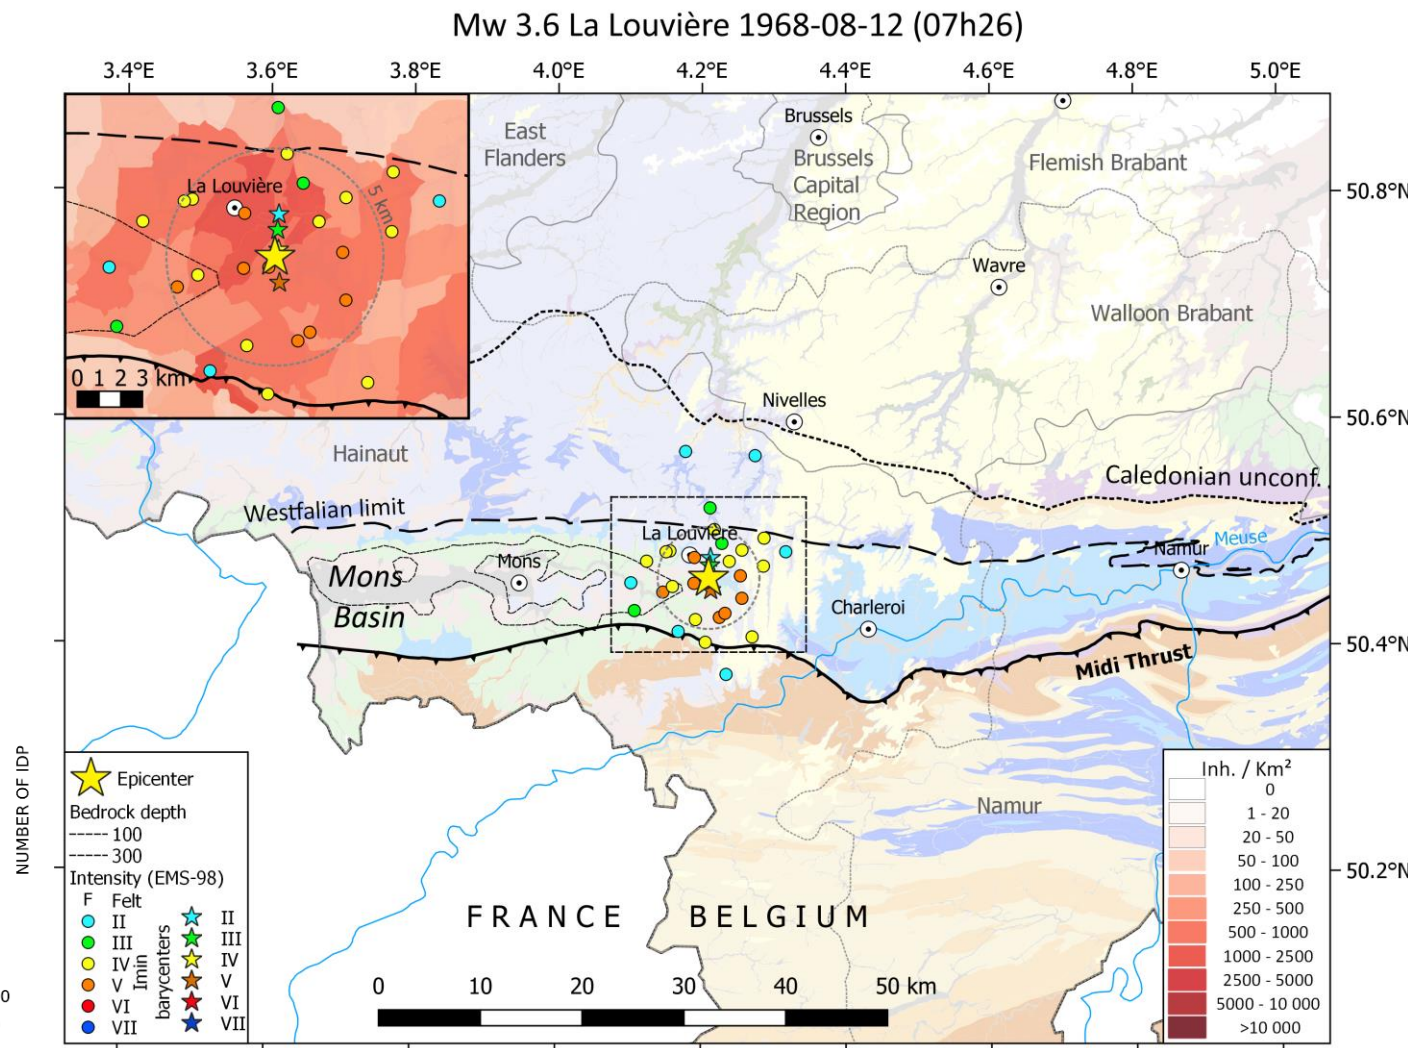 Mw 3.6 La Louvière 1968-08-12 (07h26)
3.4°E 3.6°E 3.8°E 4.0°E 4.2°E 4.4°E 4.6°E 4.8°E 5.0°E
La Louvière
5 km
0 1 2 3 km
East
Flanders
Brussels
Brussels
Capital
Region
Flemish Brabant
50.8°N
Wavre
Walloon Brabant
Nivelles
50.6°N
Hainaut
Caledonian unconf.
Westfalian limit
La Louvière
Meuse
Namur
Mons
Mons
Basin
Charleroi
50.4°N
Midi Thrust
NUMBER OF IDP
0
Epicenter
Bedrock depth
100
300
Intensity (EMS-98)
F Felt
II II
III III
IV IV
V V
VI VI
VII VII
Imin
barycenters
Namur
FRANCE BELGIUM
0 10 20 30 40 50 km
50.2°N
Inh. / Km²
0
1 - 20
20 - 50
50 - 100
100 - 250
250 - 500
500 - 1000
1000 - 2500
2500 - 5000
5000 - 10 000
>10 000